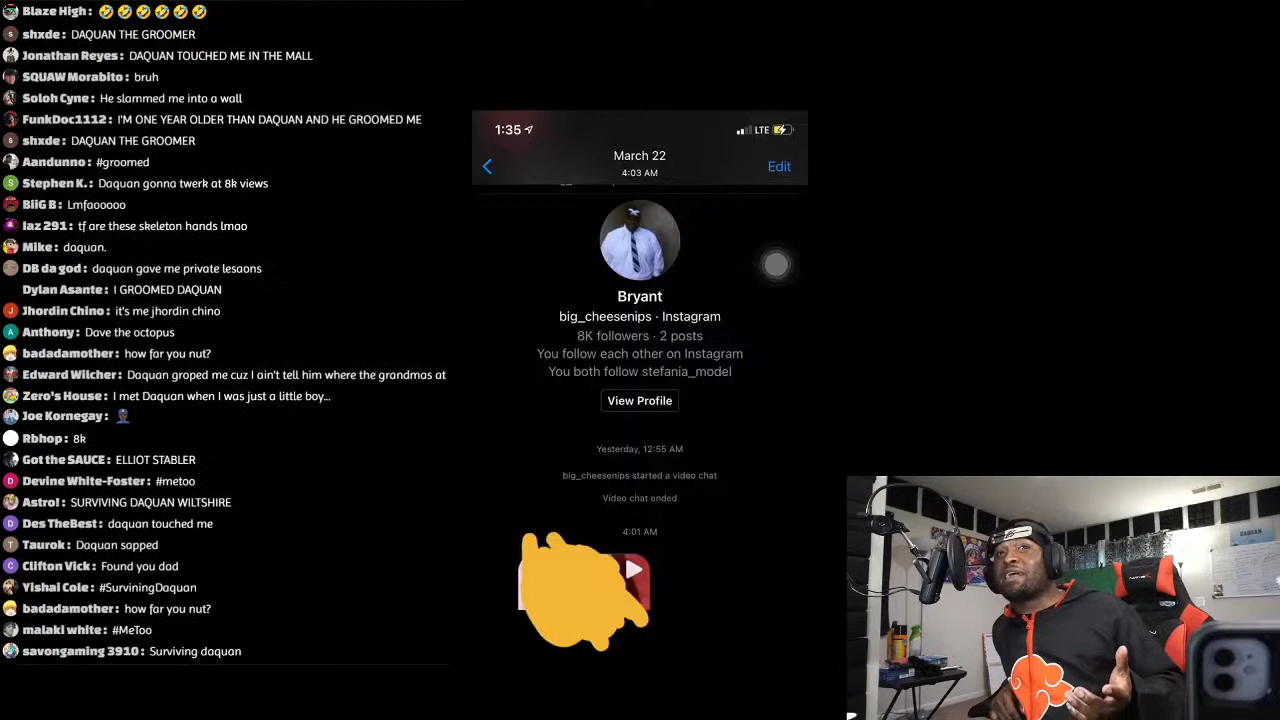 Blaze High : 🤣🤣🤣🤣🤣🤣
shxde : DAQUAN THE GROOMER
Jonathan Reyes : DAQUAN TOUCHED ME IN THE MALL
SQUAW Morabito : bruh
Soloh Cyne : He slammed me into a wall
FunkDoc1112 : I'M ONE YEAR OLDER THAN DAQUAN AND HE GROOMED ME
shxde : DAQUAN THE GROOMER
Aandunno : #groomed
Stephen K. : Daquan gonna twerk at 8k views
BiiG B : Lmfaooooo
laz 291 : tf are these skeleton hands lmao
Mike : daquan.
DB da god : daquan gave me private lesaons
Dylan Asante : I GROOMED DAQUAN
Jhordin Chino : it's me jhordin chino
Anthony : Dave the octopus
badadamother : how far you nut?
Edward Wilcher : Daquan groped me cuz I ain't tell him where the grandmas at
Zero's House : I met Daquan when I was just a little boy...
Joe Kornegay :
Rbhop : 8k
Got the SAUCE : ELLIOT STABLER
Devine White-Foster : #metoo
Astro! : SURVIVING DAQUAN WILTSHIRE
Des TheBest : daquan touched me
Taurok : Daquan sapped
Clifton Vick : Found you dad
Yishai Cole : #SurviningDaquan
badadamother : how far you nut?
malaki white : #MeToo
savongaming 3910 : Surviving daquan
1:35
LTE
March 22
4:03 AM
Edit
Bryant
big_cheesenips · Instagram
8K followers · 2 posts
You follow each other on Instagram
You both follow stefania_model
View Profile
Yesterday, 12:55 AM
big_cheesenips started a video chat
Video chat ended
4:01 AM